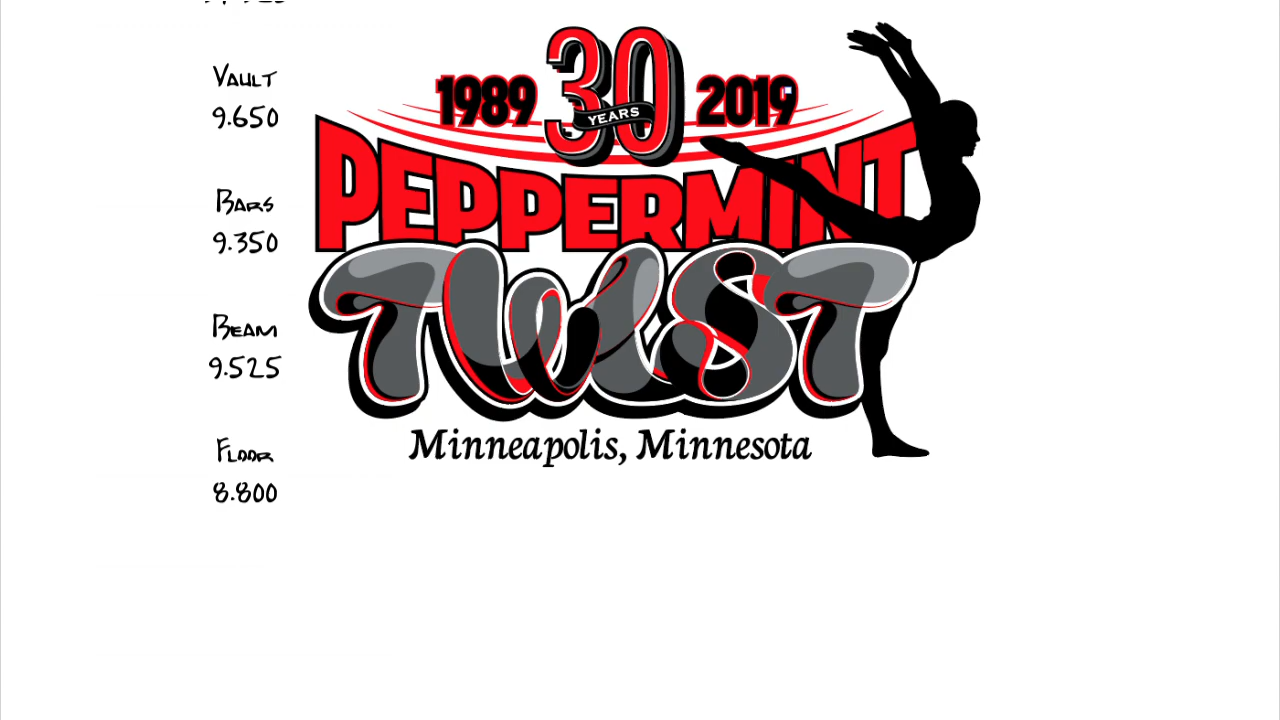 Vault
9.650
Bars
9.350
Beam
9.525
Floor
8.800
1989 30 2019
YEARS
PEPPERMINT
TWIST
Minneapolis, Minnesota